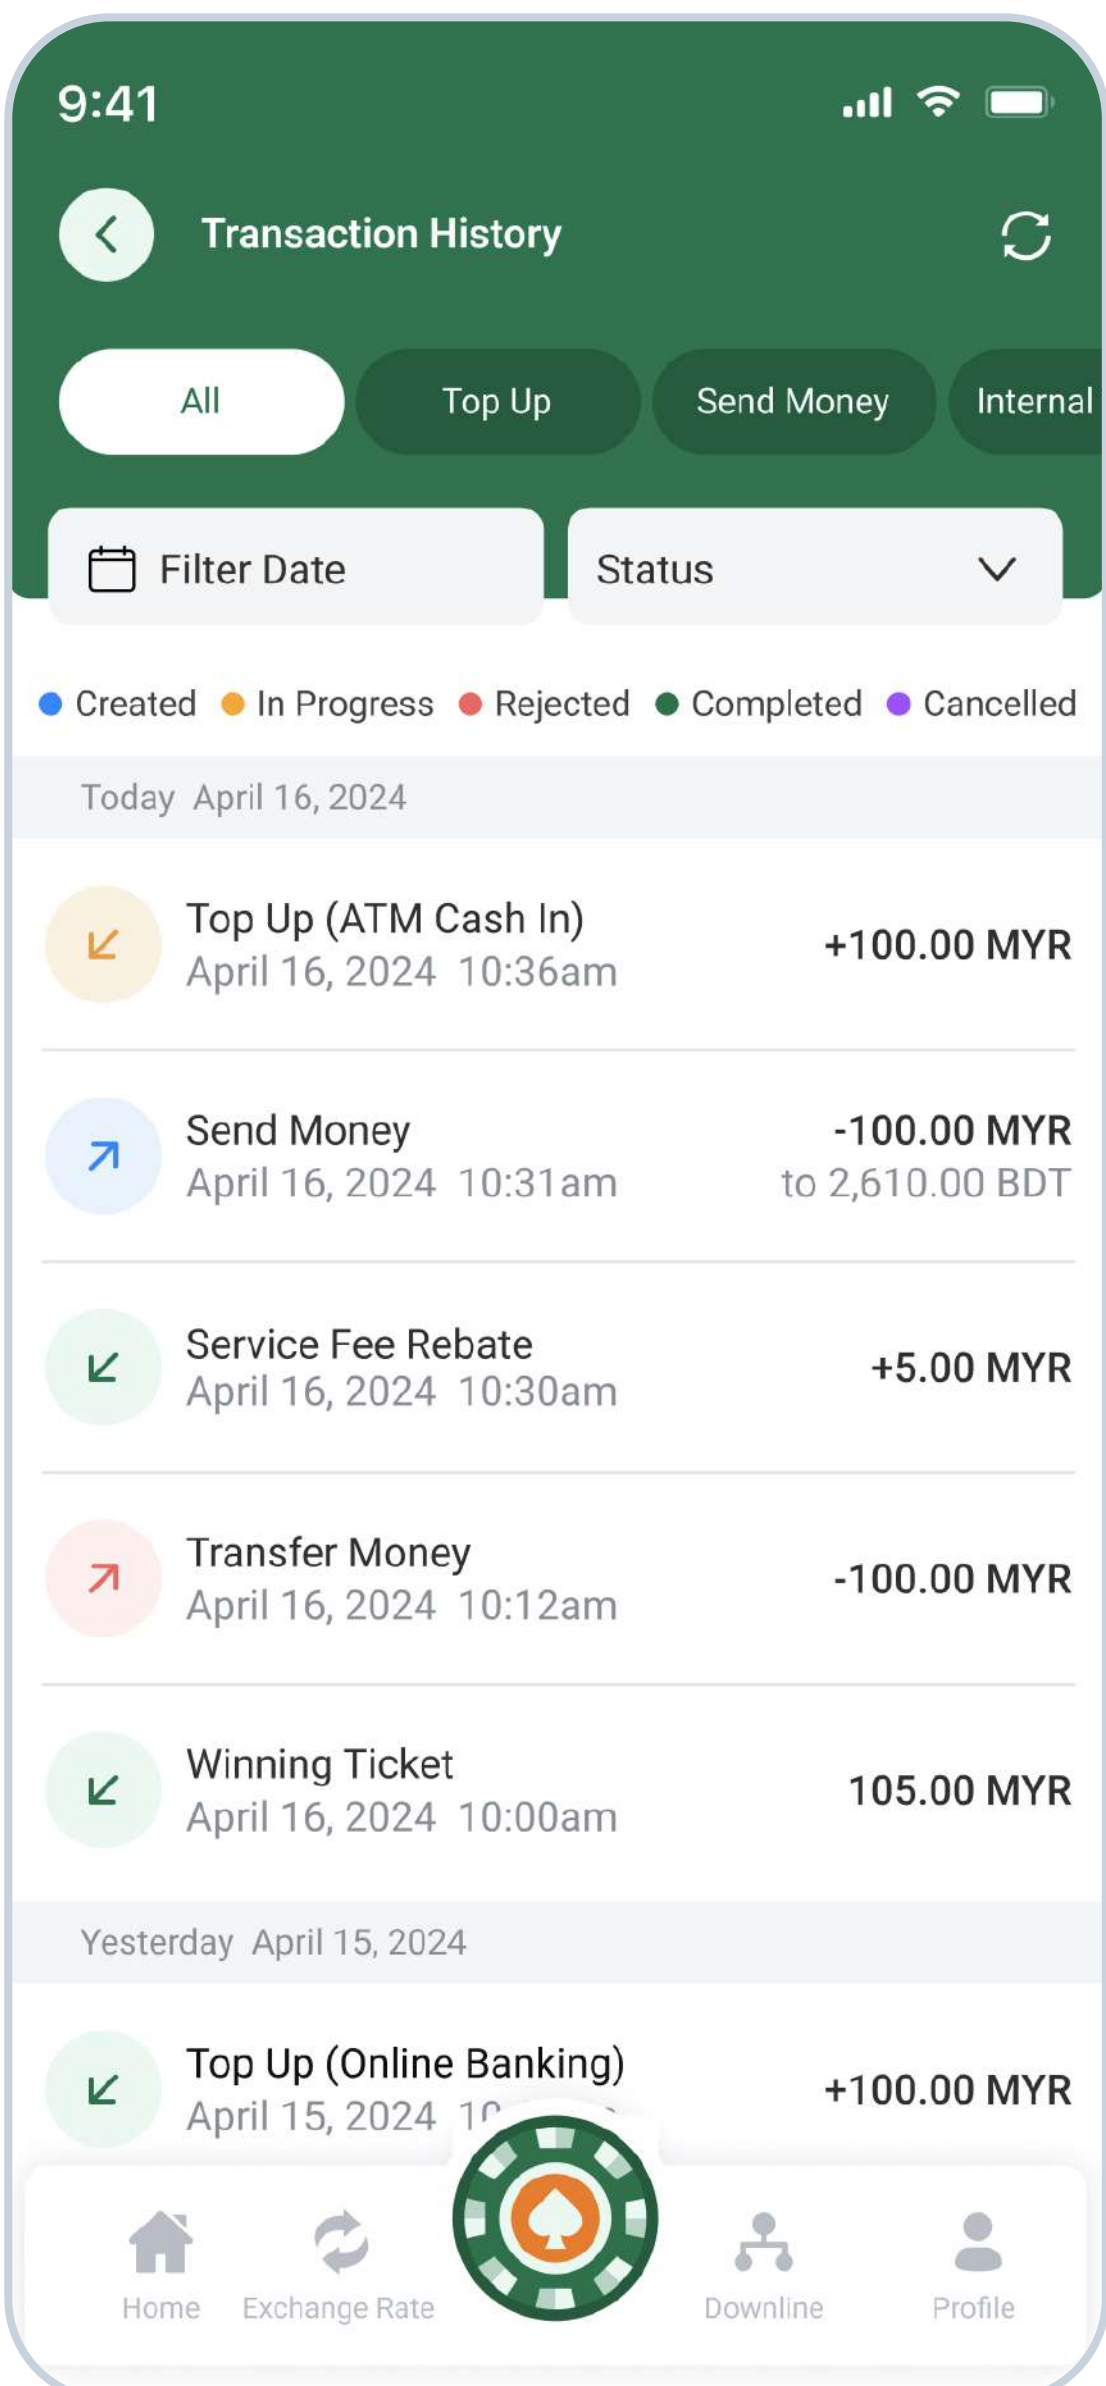 9:41
Transaction History
All
Top Up
Send Money
Internal
Filter Date
Status
Created
In Progress
Rejected
Completed
Cancelled
Today April 16, 2024
Top Up (ATM Cash In)
+100.00 MYR
April 16, 2024 10:36am
Send Money
-100.00 MYR
April 16, 2024 10:31am
to 2,610.00 BDT
Service Fee Rebate
+5.00 MYR
April 16, 2024 10:30am
Transfer Money
-100.00 MYR
April 16, 2024 10:12am
Winning Ticket
105.00 MYR
April 16, 2024 10:00am
Yesterday April 15, 2024
Top Up (Online Banking)
+100.00 MYR
April 15, 2024
Home
Exchange Rate
Downline
Profile